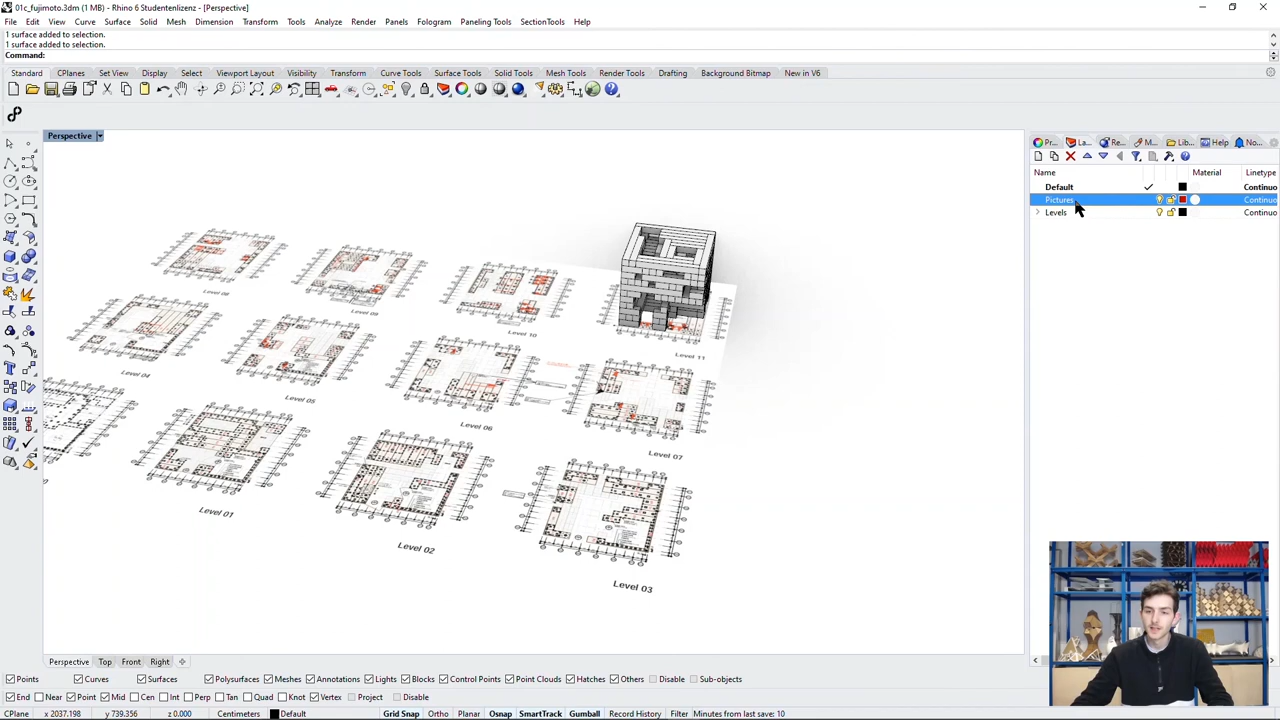 01c_fujimoto.3dm (1 MB) - Rhino 6 Studentenlizenz - [Perspective]
File Edit View Curve Surface Solid Mesh Dimension Transform Tools Analyze Render Panels Fologram Paneling Tools SectionTools Help
1 surface added to selection.
1 surface added to selection.
Command:
Standard CPlanes Set View Display Select Viewport Layout Visibility Transform Curve Tools Surface Tools Solid Tools Mesh Tools Render Tools Drafting Background Bitmap New in V6
Perspective
Pr... La... Re... M... Lib... Help No...
Name Material Linetype
Default Continuo
Pictures Continuo
Levels Continuo
Level 08
Level 09
Level 10
Level 11
Level 04
Level 05
Level 06
Level 07
Level 01
Level 02
Level 03
Perspective Top Front Right
Points Curves Surfaces Polysurfaces Meshes Annotations Lights Blocks Control Points Point Clouds Hatches Others Disable Sub-objects
End Near Point Mid Cen Int Perp Tan Quad Knot Vertex Project Disable
CPlane x 2037.198 y 739.356 z 0.000 Centimeters Default Grid Snap Ortho Planar Osnap SmartTrack Gumball Record History Filter Minutes from last save: 10